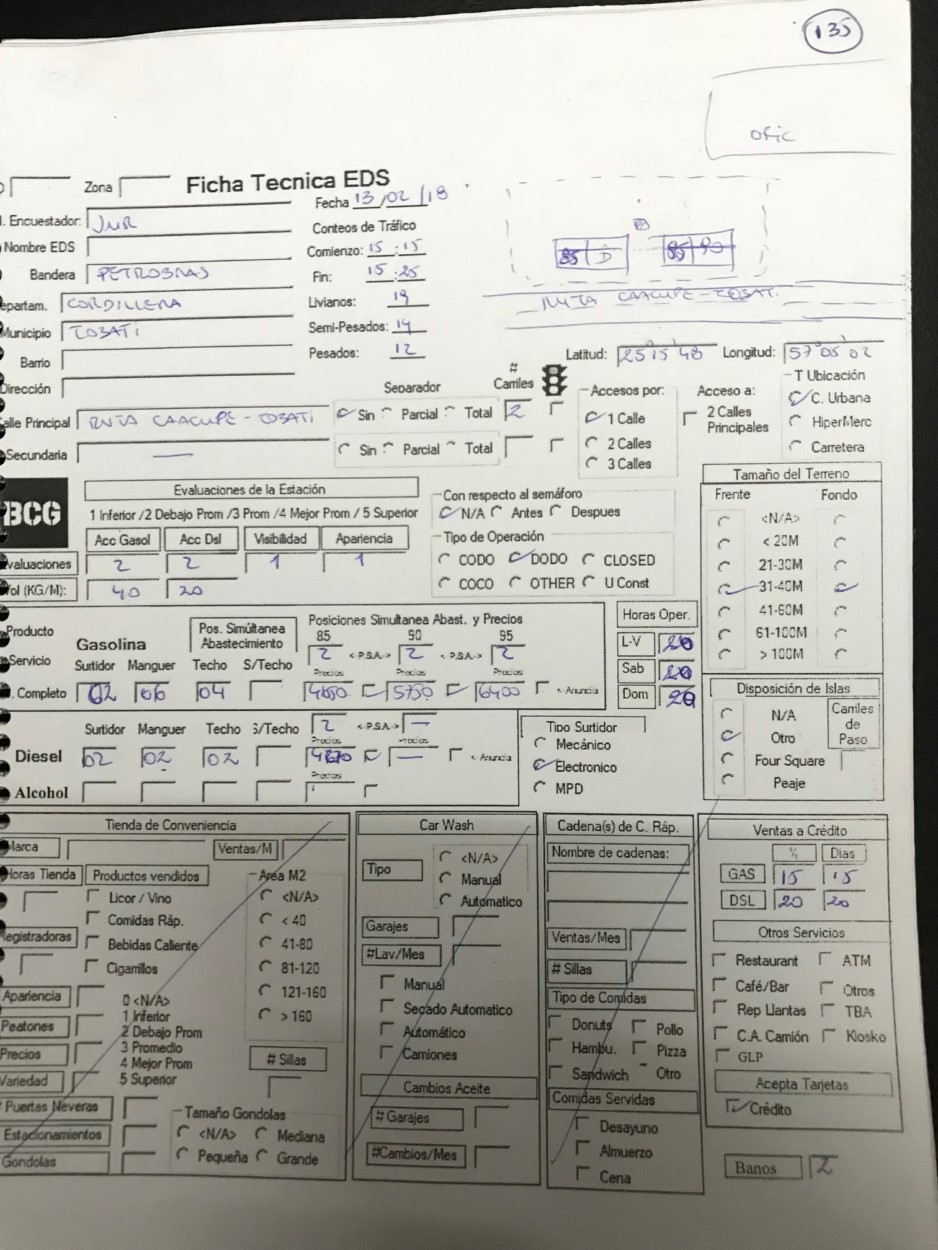 135
Ofic
Zona
Ficha Tecnica EDS
Fecha 13/02/18
Encuestador: JMR
Conteos de Tráfico
Nombre EDS
Comienzo: 15:15
85 D 85 90
Bandera PETROBRAS
Fin: 15:25
epartam. CORDILLERA
Livianos: 19
RUTA CAACUPE-TOBATI
Municipio TOBATI
Semi-Pesados: 14
Barrio
Pesados: 12
Latitud: 25 15 48 Longitud: 57 05 02
Dirección
Separador
# Carriles
Accesos por:
Acceso a:
T Ubicación
alle Principal RUTA CAACUPE-TOBATI
Sin Parcial Total 2
1 Calle
2 Calles Principales
C. Urbana
HiperMerc
Secundaria —
Sin Parcial Total
2 Calles
Carretera
3 Calles
BCG
Evaluaciones de la Estación
1 Inferior /2 Debajo Prom /3 Prom /4 Mejor Prom / 5 Superior
Acc Gasol Acc Dsl Visibilidad Apariencia
valuaciones 2 2 1 1
ol (KG/M): 40 20
Con respecto al semáforo
N/A Antes Despues
Tipo de Operación
CODO DODO CLOSED
COCO OTHER U Const
Tamaño del Terreno
Frente Fondo
<N/A>
< 20M
21-30M
31-40M
41-60M
61-100M
> 100M
Producto
Servicio
Gasolina
Pos. Simúltanea Abastecimiento
Posiciones Simultanea Abast. y Precios
85 90 95
2 <P.S.A.> 2 <P.S.A.> 2
Surtidor Manguer Techo S/Techo
Precios Precios Precios
Completo 02 06 04 5750 6400 <- Anuncia
Horas Oper.
L-V
Sab
Dom
Disposición de Islas
N/A
Otro
Four Square
Peaje
Carriles de Paso
Surtidor Manguer Techo S/Techo
2 <P.S.A.> —
Precios Precios
Diesel 02 02 02 — <- Anuncia
Precios
Alcohol
Tipo Surtidor
Mecánico
Electronico
MPD
Tienda de Conveniencia
Marca Ventas/M
Horas Tienda Productos vendidos
Licor / Vino
Comidas Ráp.
Registradoras
Bebidas Caliente
Cigarrillos
Area M2
<N/A>
< 40
41-80
81-120
121-160
> 160
Apariencia
Peatones
Precios
Variedad
0 <N/A>
1 Inferior
2 Debajo Prom
3 Promedio
4 Mejor Prom
5 Superior
# Sillas
# Puertas Neveras
Estacionamientos
Gondolas
Tamaño Gondolas
<N/A> Mediana
Pequeña Grande
Car Wash
Tipo
<N/A>
Manual
Automatico
Garajes
#Lav/Mes
Manual
Secado Automatico
Automático
Camiones
Cambios Aceite
# Garajes
#Cambios/Mes
Cadena(s) de C. Ráp.
Nombre de cadenas:
Ventas/Mes
# Sillas
Tipo de Comidas
Donuts Pollo
Hambu. Pizza
Sandwich Otro
Comidas Servidas
Desayuno
Almuerzo
Cena
Ventas a Crédito
% Dias
GAS 15 15
DSL 20 20
Otros Servicios
Restaurant ATM
Café/Bar Otros
Rep Llantas TBA
C.A. Camión Kiosko
GLP
Acepta Tarjetas
Crédito
Banos 2